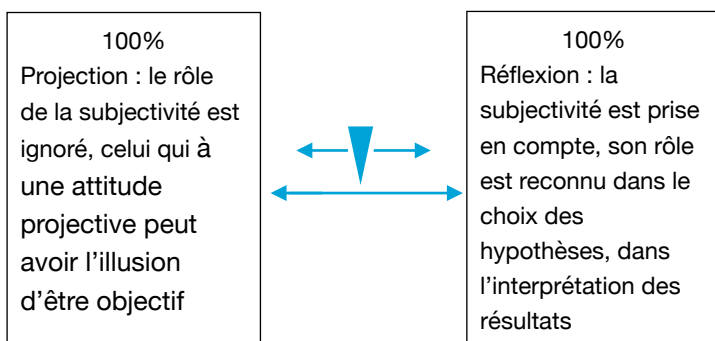 100%
Projection : le rôle
de la subjectivité est
ignoré, celui qui à
une attitude
projective peut
avoir l’illusion
d’être objectif
100%
Réflexion : la
subjectivité est prise
en compte, son rôle
est reconnu dans le
choix des
hypothèses, dans
l’interprétation des
résultats